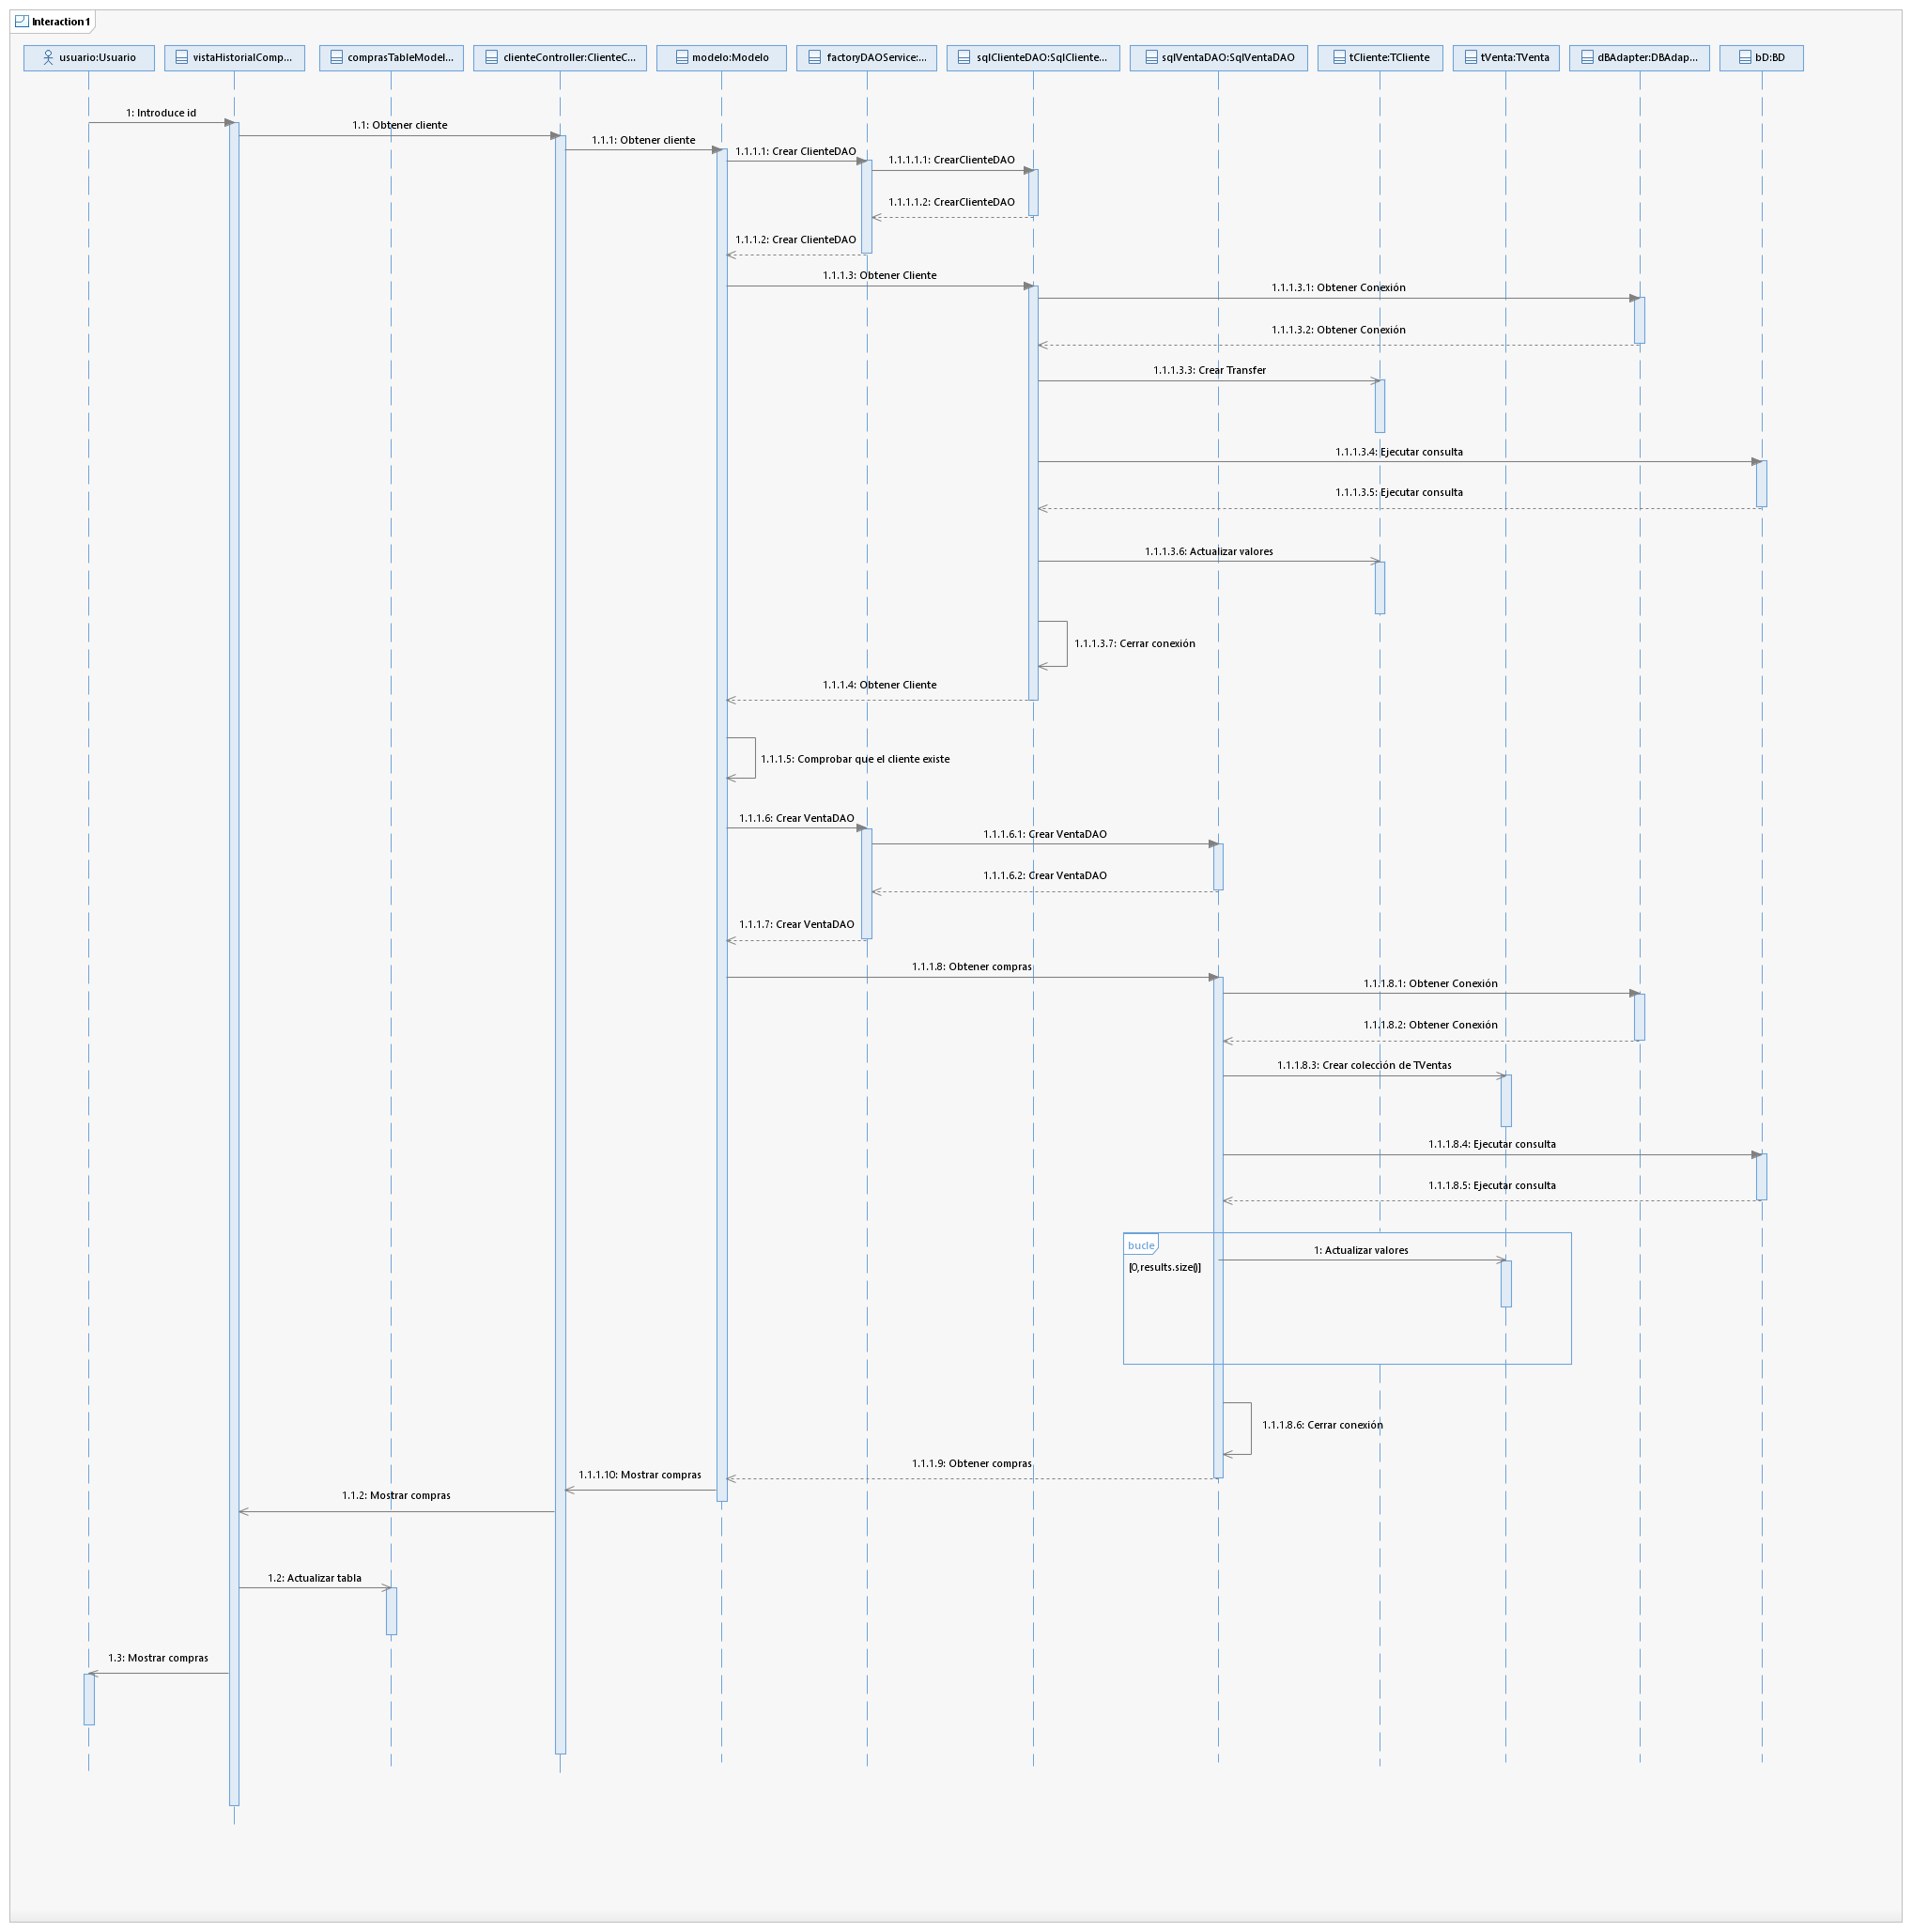 Interaction1
usuario:Usuario
vistaHistorialComp...
comprasTableModel...
clienteController:ClienteC...
modelo:Modelo
factoryDAOService:...
sqlClienteDAO:SqlCliente...
sqlVentaDAO:SqlVentaDAO
tCliente:TCliente
tVenta:TVenta
dBAdapter:DBAdap...
bD:BD
1: Introduce id
1.1: Obtener cliente
1.1.1: Obtener cliente
1.1.1.1: Crear ClienteDAO
1.1.1.1.1: CrearClienteDAO
1.1.1.1.2: CrearClienteDAO
1.1.1.2: Crear ClienteDAO
1.1.1.3: Obtener Cliente
1.1.1.3.1: Obtener Conexión
1.1.1.3.2: Obtener Conexión
1.1.1.3.3: Crear Transfer
1.1.1.3.4: Ejecutar consulta
1.1.1.3.5: Ejecutar consulta
1.1.1.3.6: Actualizar valores
1.1.1.3.7: Cerrar conexión
1.1.1.4: Obtener Cliente
1.1.1.5: Comprobar que el cliente existe
1.1.1.6: Crear VentaDAO
1.1.1.6.1: Crear VentaDAO
1.1.1.6.2: Crear VentaDAO
1.1.1.7: Crear VentaDAO
1.1.1.8: Obtener compras
1.1.1.8.1: Obtener Conexión
1.1.1.8.2: Obtener Conexión
1.1.1.8.3: Crear colección de TVentas
1.1.1.8.4: Ejecutar consulta
1.1.1.8.5: Ejecutar consulta
bucle
1: Actualizar valores
[0,results.size()]
1.1.1.8.6: Cerrar conexión
1.1.1.9: Obtener compras
1.1.1.10: Mostrar compras
1.1.2: Mostrar compras
1.2: Actualizar tabla
1.3: Mostrar compras